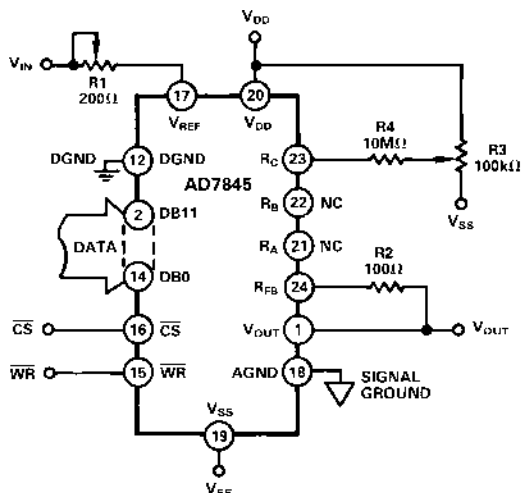 VDD
VIN
R1
200Ω
17
20
VREF
VDD
DGND
12
DGND
AD7845
RC
23
R4
10MΩ
R3
100kΩ
VSS
2
DB11
RB
22
NC
DATA
RA
21
NC
14
DB0
RFB
24
R2
100Ω
CS
16
CS
VOUT
1
VOUT
WR
15
WR
AGND
18
SIGNAL
GROUND
VSS
19